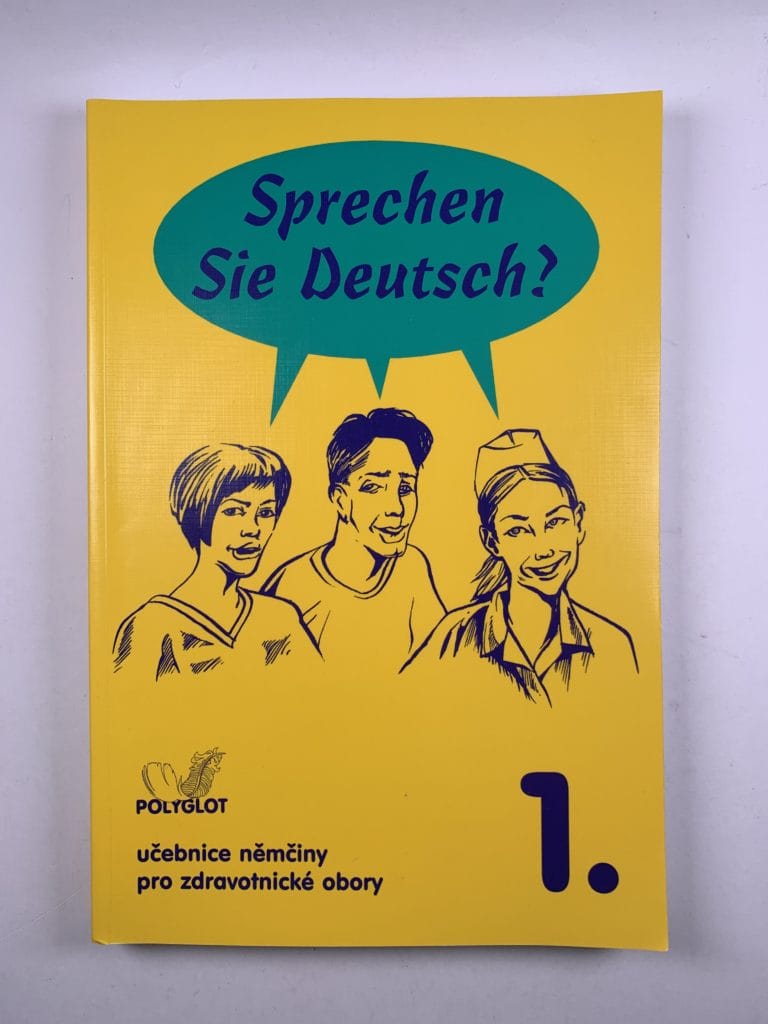 Sprechen
Sie Deutsch?
POLYGLOT
učebnice němčiny
pro zdravotnické obory
1.